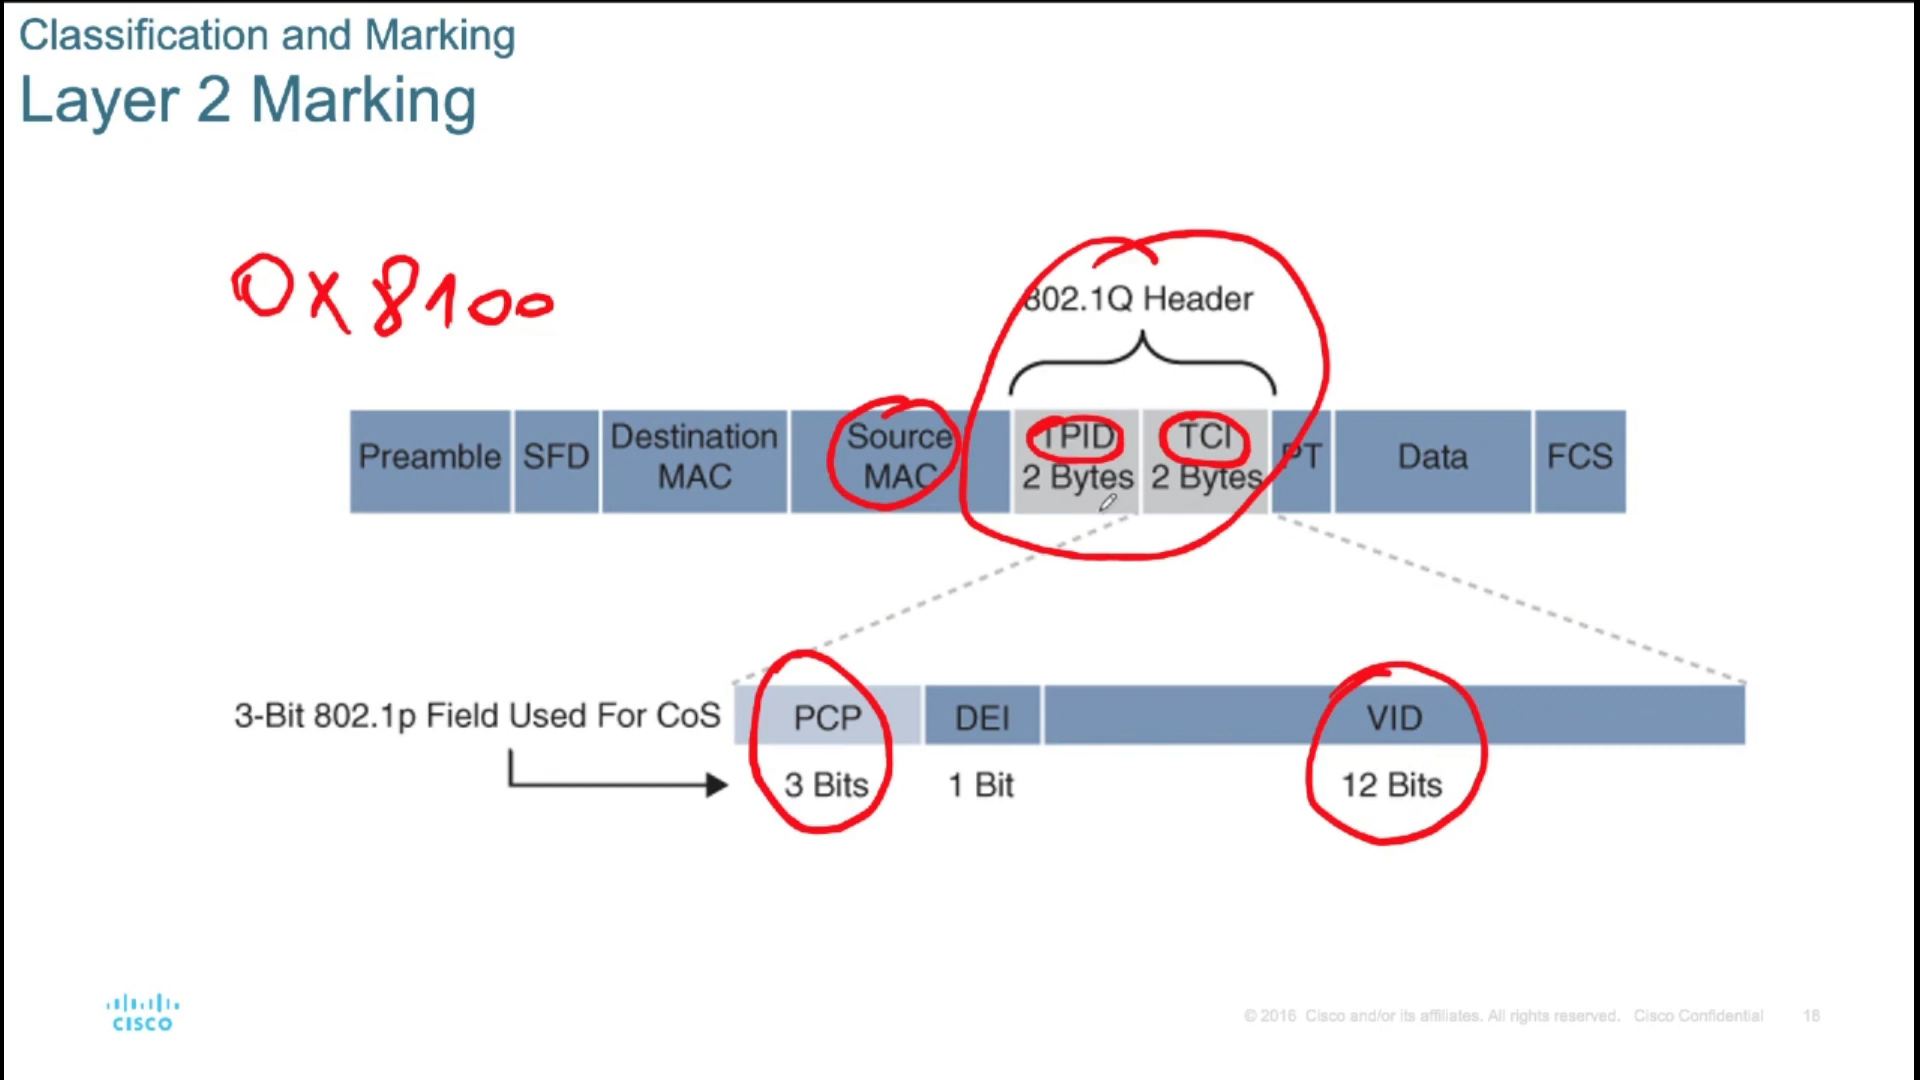 Classification and Marking
Layer 2 Marking
0x8100
802.1Q Header
Preamble
SFD
Destination
MAC
Source
MAC
TPID
2 Bytes
TCI
2 Bytes
PT
Data
FCS
3-Bit 802.1p Field Used For CoS
PCP
DEI
VID
3 Bits
1 Bit
12 Bits
CISCO
© 2016 Cisco and/or its affiliates. All rights reserved. Cisco Confidential
18